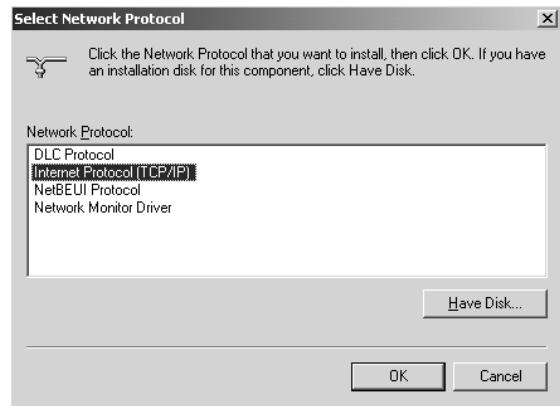 Select Network Protocol
Click the Network Protocol that you want to install, then click OK. If you have
an installation disk for this component, click Have Disk.
Network Protocol:
DLC Protocol
Internet Protocol (TCP/IP)
NetBEUI Protocol
Network Monitor Driver
Have Disk...
OK
Cancel